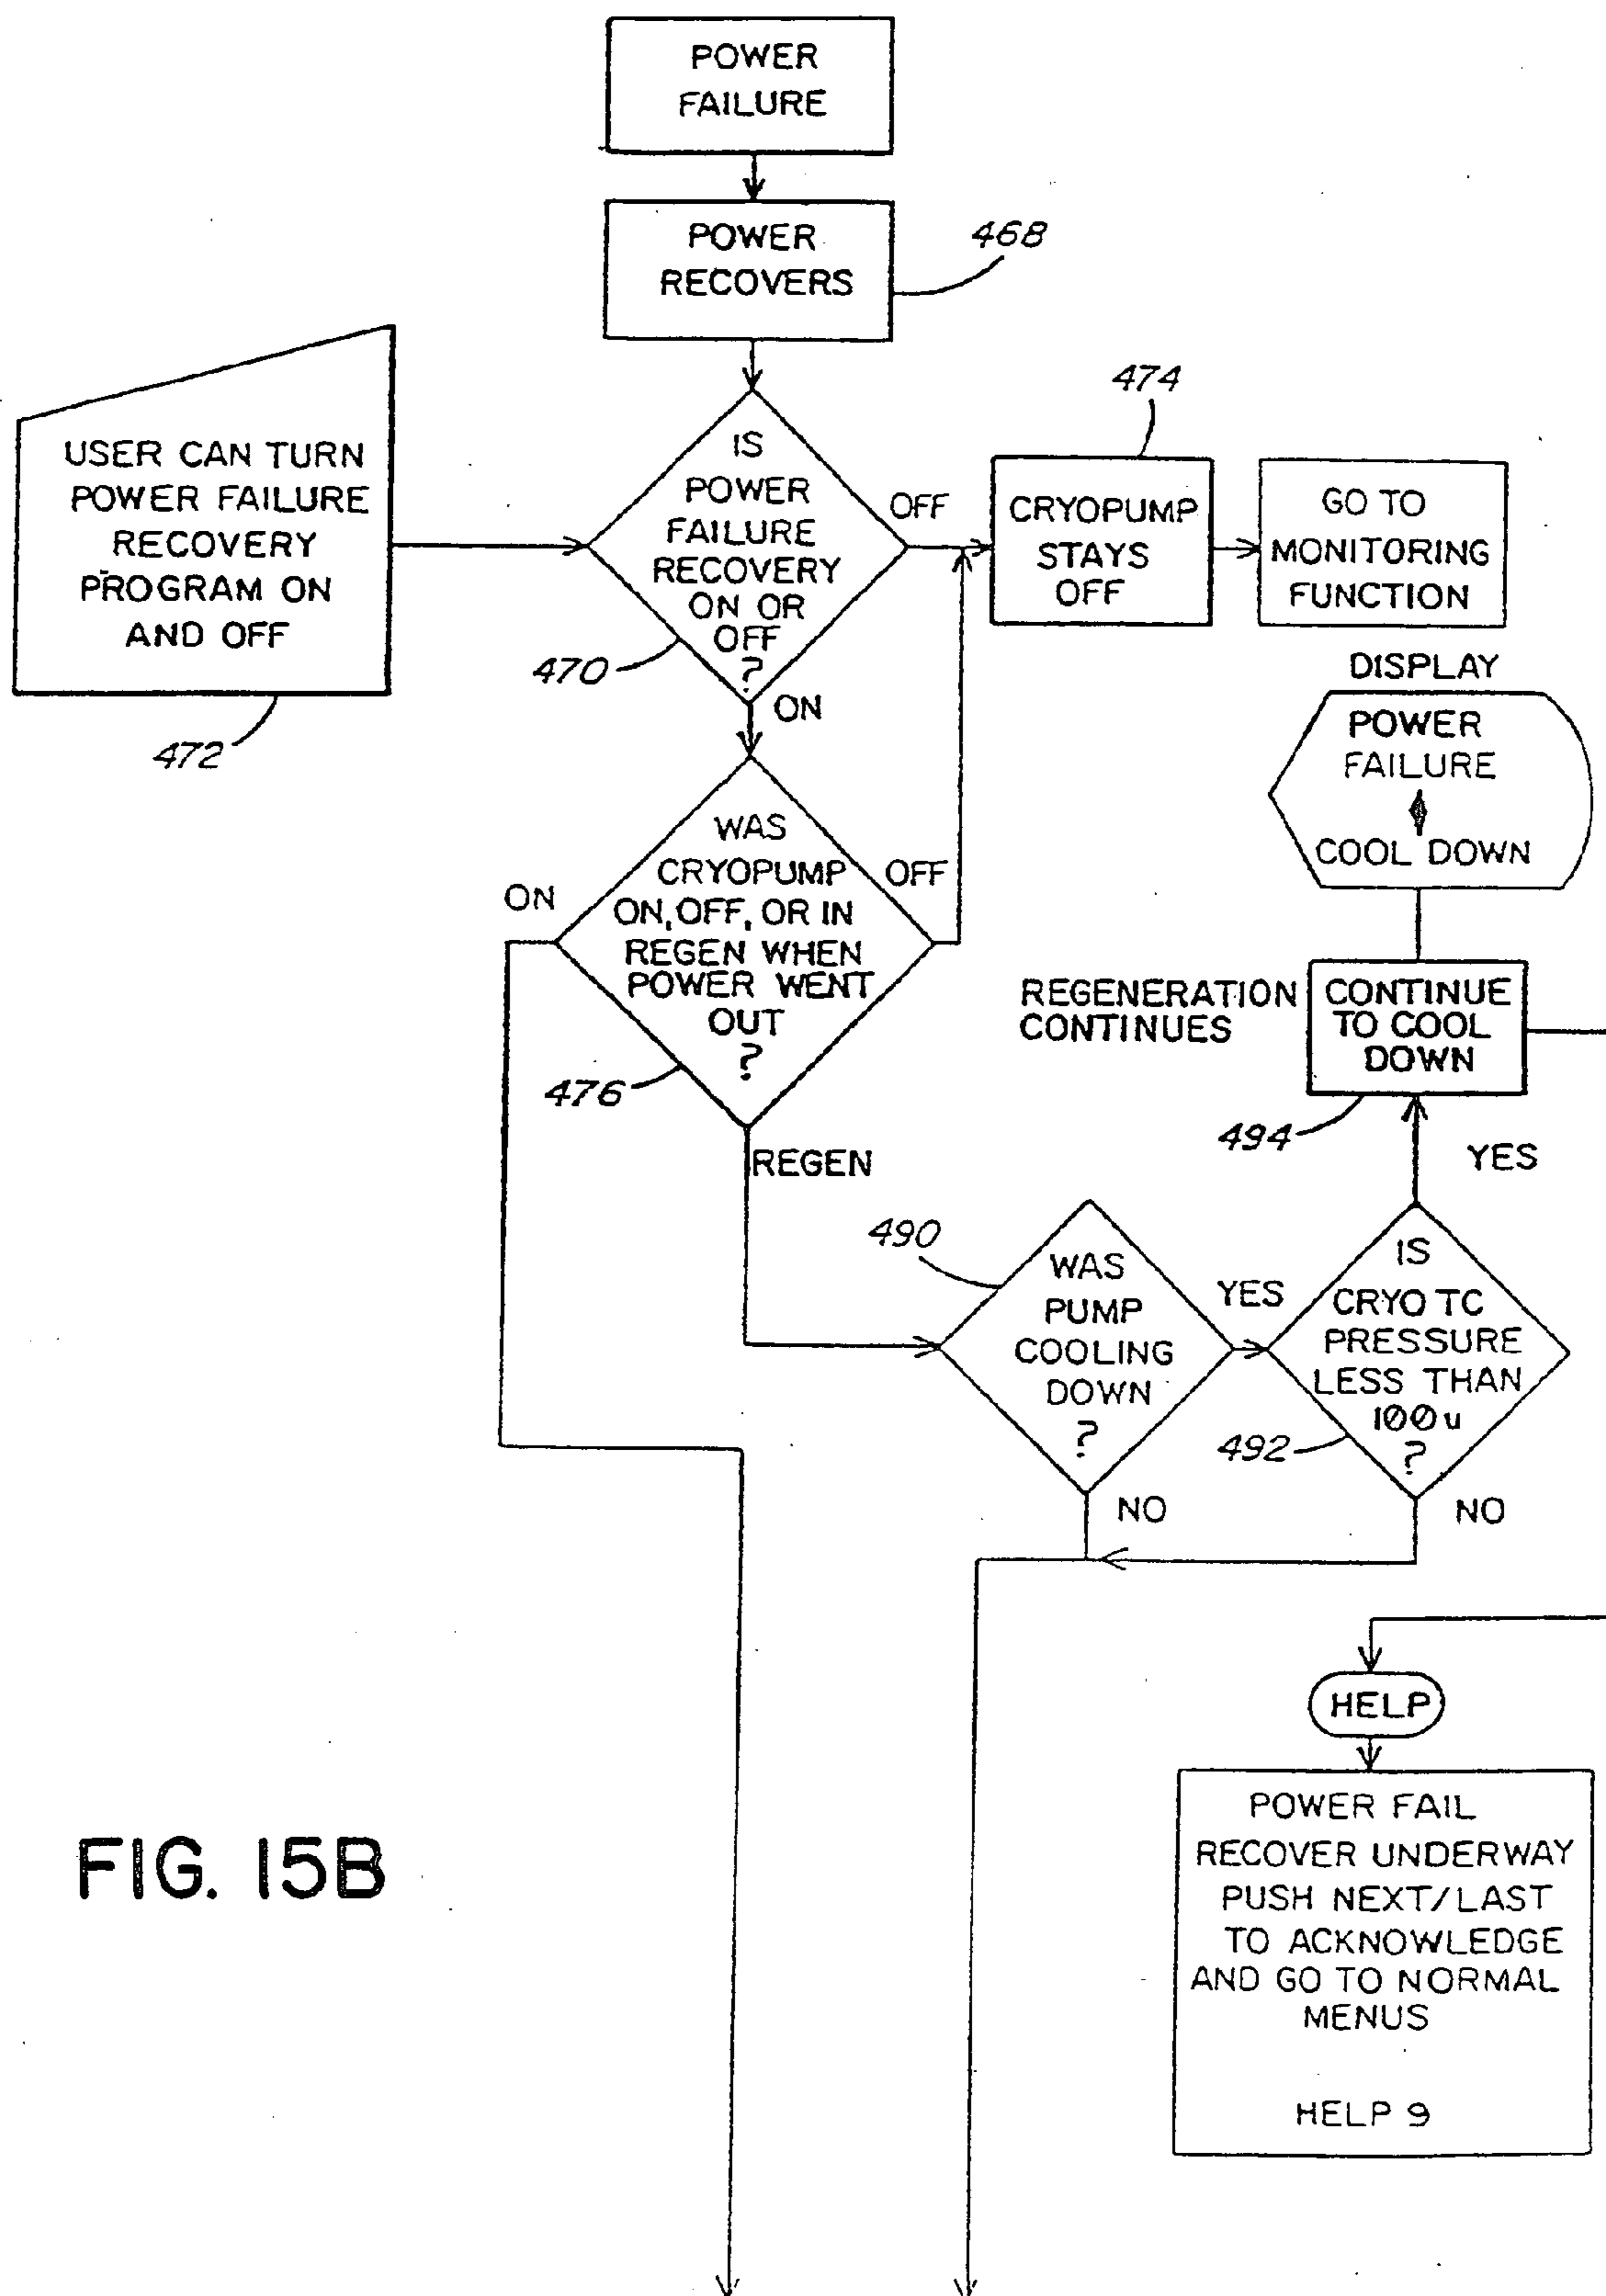 POWER
FAILURE
POWER
RECOVERS
468
USER CAN TURN
POWER FAILURE
RECOVERY
PROGRAM ON
AND OFF
472
IS
POWER
FAILURE
RECOVERY
ON OR
OFF
?
470
OFF
ON
474
CRYOPUMP
STAYS
OFF
GO TO
MONITORING
FUNCTION
DISPLAY
POWER
FAILURE
COOL DOWN
WAS
CRYOPUMP
ON, OFF, OR IN
REGEN WHEN
POWER WENT
OUT
?
476
ON
OFF
REGEN
REGENERATION
CONTINUES
CONTINUE
TO COOL
DOWN
494
YES
490
WAS
PUMP
COOLING
DOWN
?
YES
NO
IS
CRYO TC
PRESSURE
LESS THAN
100u
?
492
NO
HELP
POWER FAIL
RECOVER UNDERWAY
PUSH NEXT/LAST
TO ACKNOWLEDGE
AND GO TO NORMAL
MENUS
HELP 9
FIG. 15B